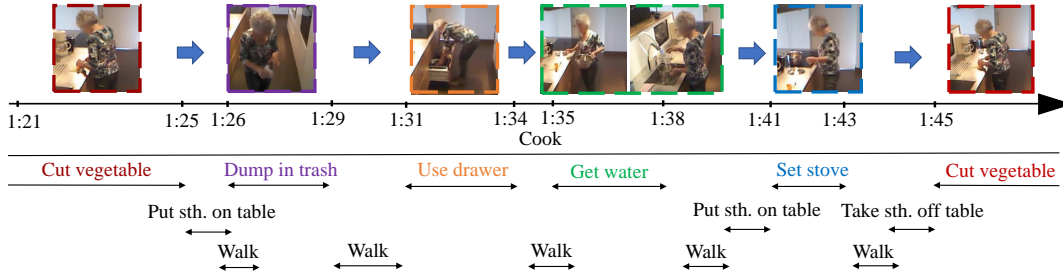 1:21 1:25 1:26 1:29 1:31 1:34 1:35 1:38 1:41 1:43 1:45
Cook
Cut vegetable Dump in trash Use drawer Get water Set stove Cut vegetable
Put sth. on table Put sth. on table Take sth. off table
Walk Walk Walk Walk Walk